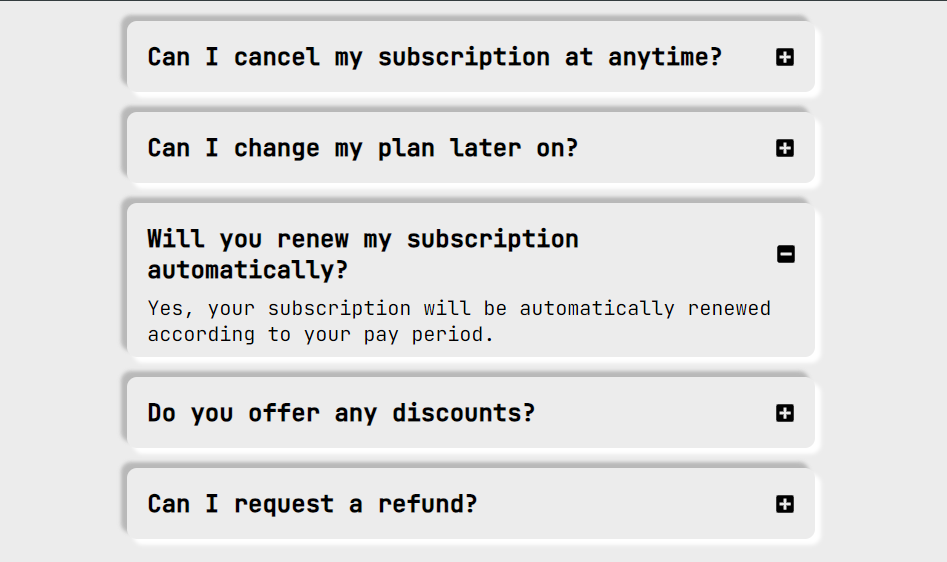 Can I cancel my subscription at anytime?
Can I change my plan later on?
Will you renew my subscription
automatically?
Yes, your subscription will be automatically renewed
according to your pay period.
Do you offer any discounts?
Can I request a refund?